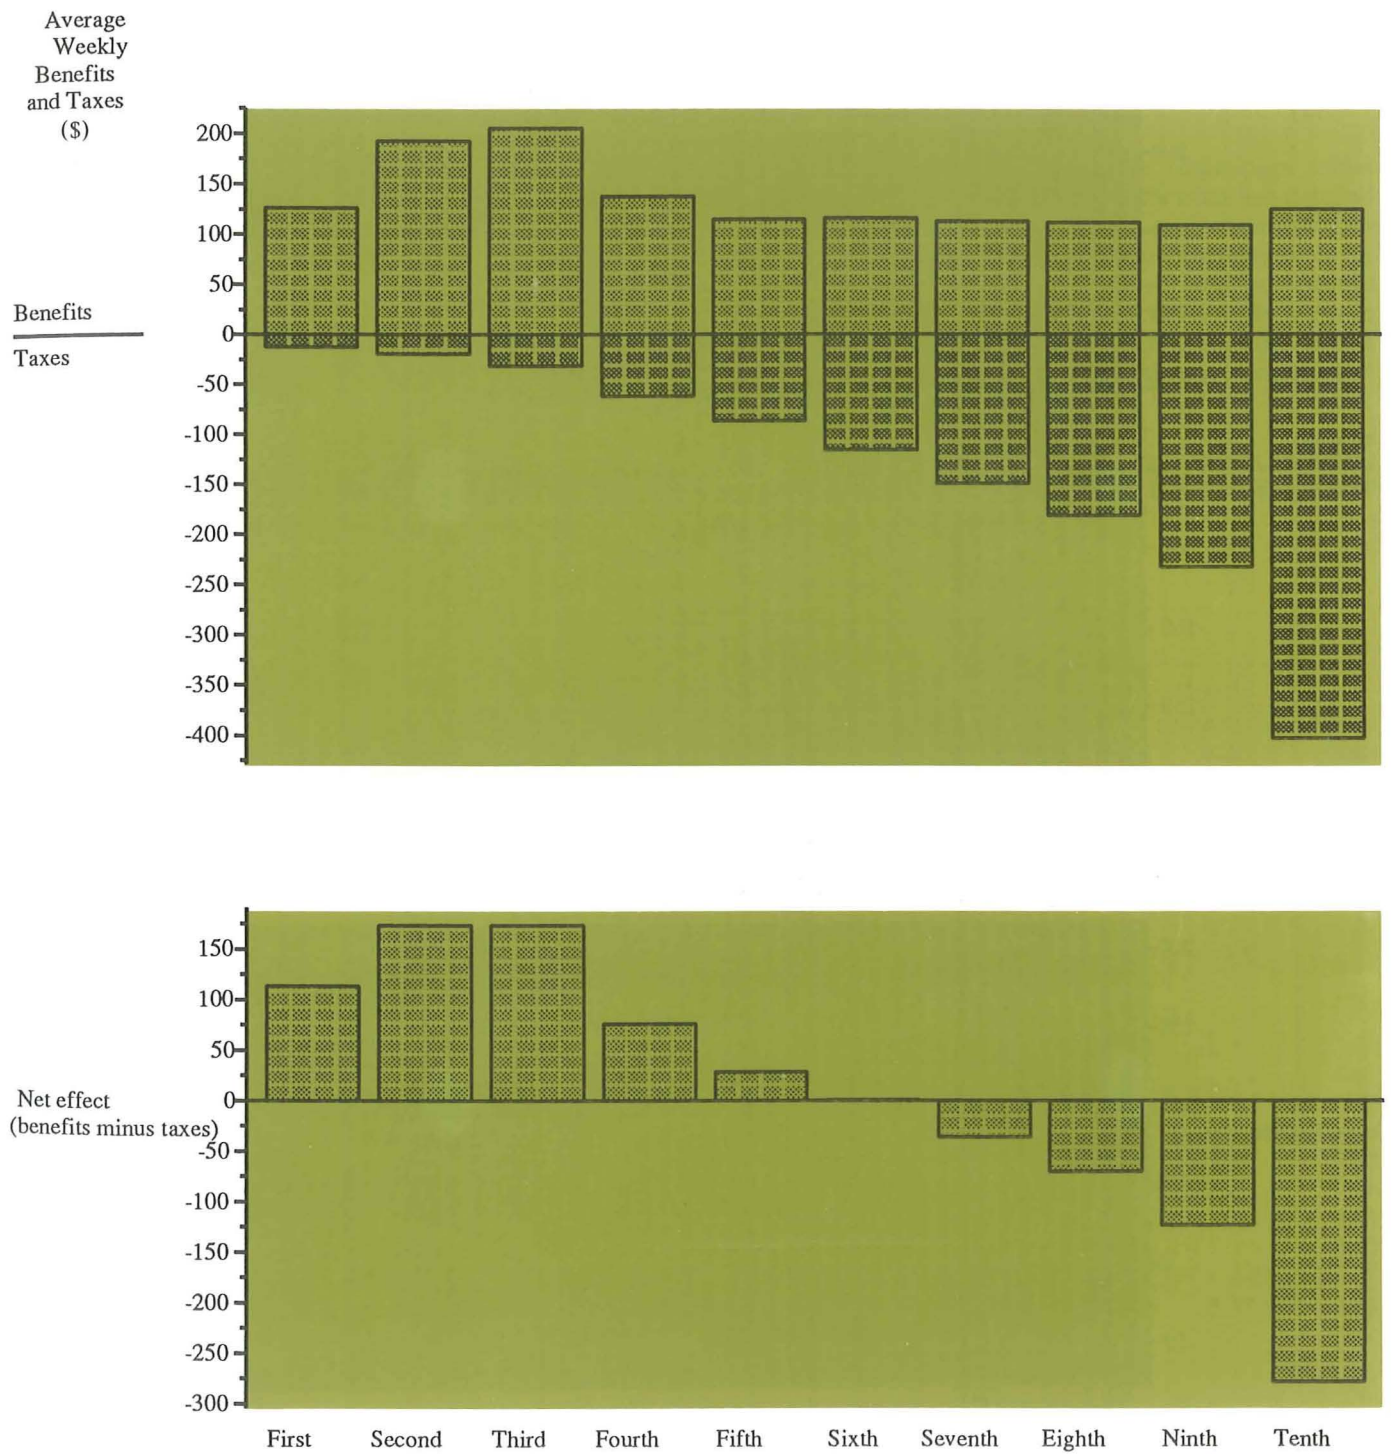 Average
Weekly
Benefits
and Taxes
($)
200
150
100
50
0
-50
-100
-150
-200
-250
-300
-350
-400
Benefits
Taxes
150
100
50
0
-50
-100
-150
-200
-250
-300
Net effect
(benefits minus taxes)
First Second Third Fourth Fifth Sixth Seventh Eighth Ninth Tenth